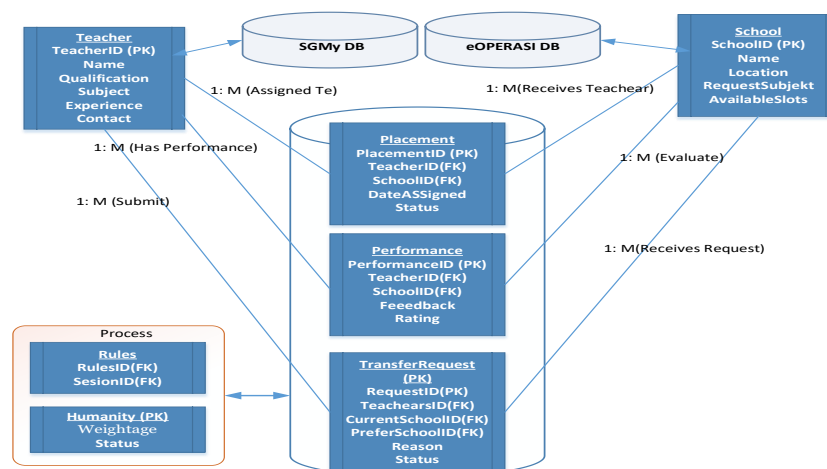 Teacher
TeacherID (PK)
Name
Qualification
Subject
Experience
Contact
SGMy DB
eOPERASI DB
School
SchoolID (PK)
Name
Location
RequestSubjekt
AvailableSlots
1: M (Assigned Te)
1: M(Receives Teachear)
1: M (Has Performance)
1: M (Evaluate)
1: M (Submit)
1: M(Receives Request)
Placement
PlacementID (PK)
TeacherID(FK)
SchoolID(FK)
DateASSigned
Status
Performance
PerformanceID (PK)
TeacherID(FK)
SchoolID(FK)
Feeedback
Rating
TransferRequest
(PK)
RequestID(PK)
TeachearsID(FK)
CurrentSchoolID(FK)
PreferSchoolID(FK)
Reason
Status
Process
Rules
RulesID(FK)
SesionID(FK)
Humanity (PK)
Weightage
Status